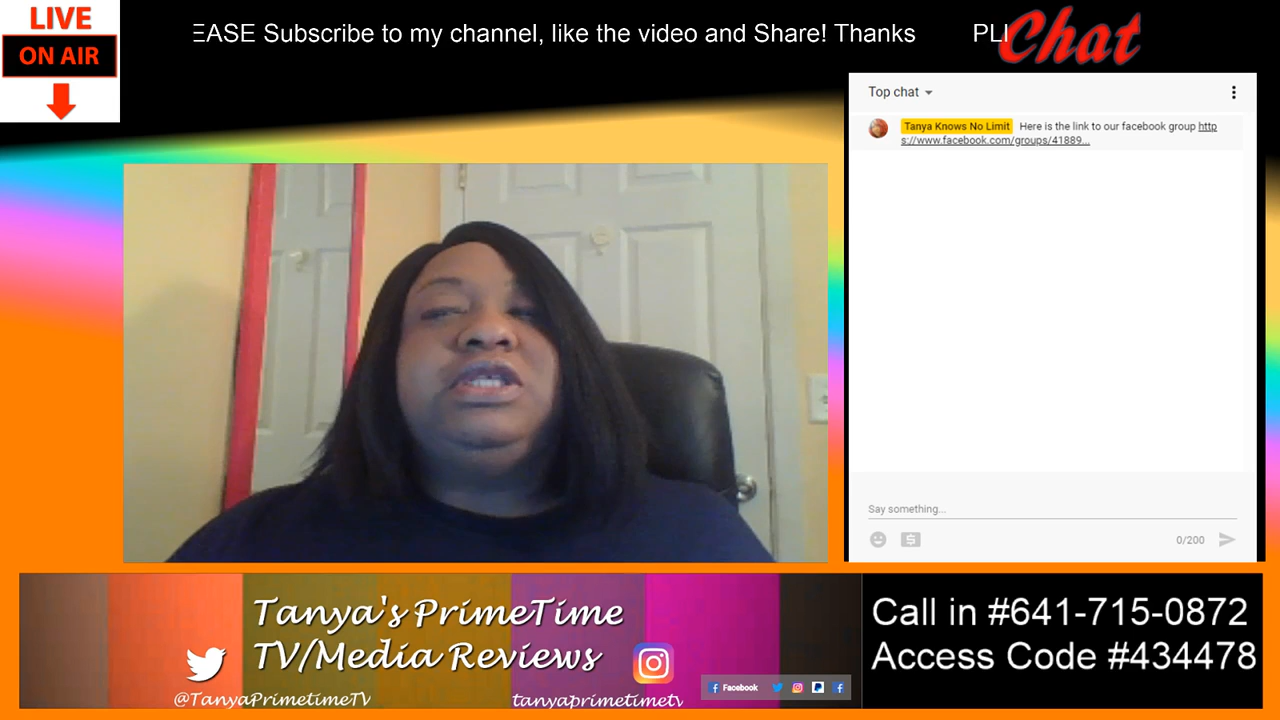 LIVE
ON AIR
EASE Subscribe to my channel, like the video and Share! Thanks
PLI
Chat
Top chat
Tanya Knows No Limit Here is the link to our facebook group http
s://www.facebook.com/groups/41889...
Say something...
0/200
Tanya's PrimeTime
TV/Media Reviews
@TanyaPrimetimeTV
tanyaprimetimetv
Facebook
Call in #641-715-0872
Access Code #434478